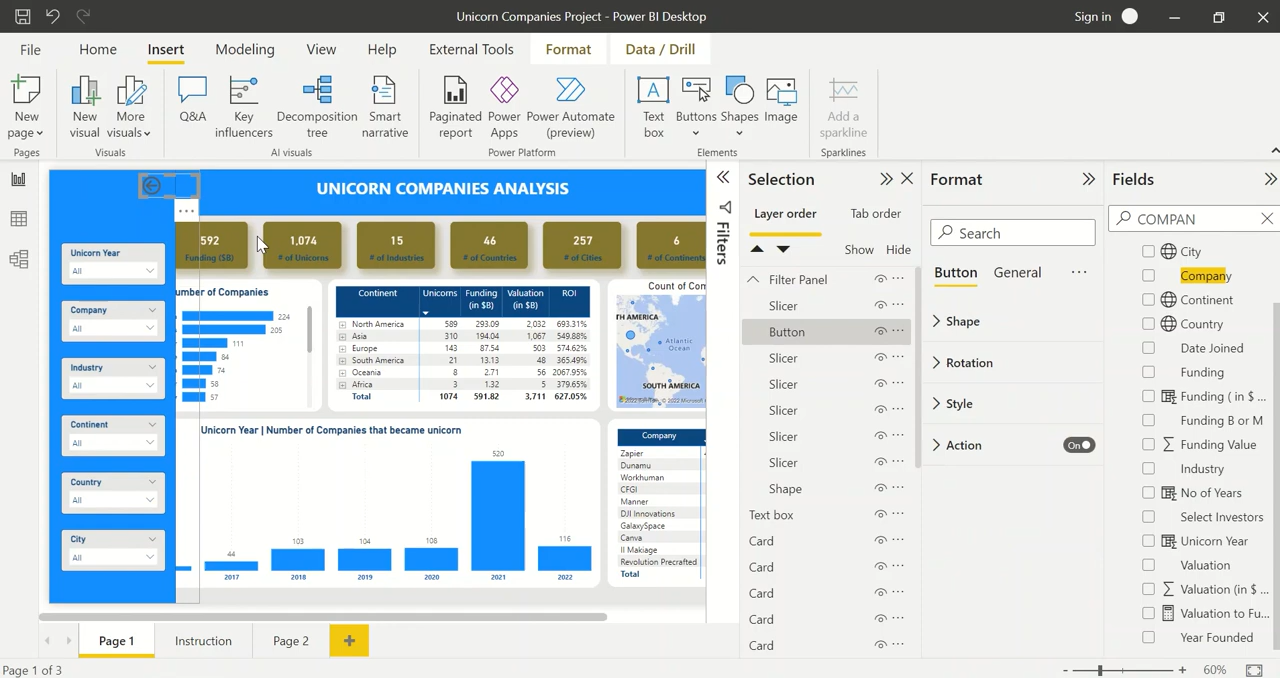 Unicorn Companies Project - Power BI Desktop
Sign in
File Home Insert Modeling View Help External Tools Format Data / Drill
New page
New visual
More visuals
Q&A
Key influencers
Decomposition tree
Smart narrative
Paginated report
Power Apps
Power Automate (preview)
Text box
Buttons
Shapes
Image
Add a sparkline
Pages
Visuals
AI visuals
Power Platform
Elements
Sparklines
UNICORN COMPANIES ANALYSIS
592
Funding ($B)
1,074
# of Unicorns
15
# of Industries
46
# of Countries
257
# of Cities
6
# of Continents
Unicorn Year
All
Company
All
Industry
All
Continent
All
Country
All
City
All
umber of Companies
224
205
111
84
74
58
57
Continent Unicorns Funding (in $B) Valuation (in $B) ROI
North America 589 293.09 2,032 693.31%
Asia 310 194.04 1,067 549.88%
Europe 143 87.54 503 574.62%
South America 21 13.13 48 365.49%
Oceania 8 2.71 56 2067.95%
Africa 3 1.32 5 379.65%
Total 1074 591.82 3,711 627.05%
Count of Com
TH AMERICA
Atlantic Ocean
SOUTH AMERICA
Unicorn Year | Number of Companies that became unicorn
44
103
104
108
520
116
2017 2018 2019 2020 2021 2022
Company
Zapier
Dunamu
Workhuman
CFGI
Manner
DJI Innovations
GalaxySpace
Canva
Il Makiage
Revolution Precrafted
Total
Filters
Selection
Layer order Tab order
Show Hide
Filter Panel
Slicer
Button
Slicer
Slicer
Slicer
Slicer
Slicer
Shape
Text box
Card
Card
Card
Card
Card
Format
Search
Button General
Shape
Rotation
Style
Action On
Fields
COMPAN
City
Company
Continent
Country
Date Joined
Funding
Funding ( in $ ...
Funding B or M
Funding Value
Industry
No of Years
Select Investors
Unicorn Year
Valuation
Valuation (in $ ...
Valuation to Fu...
Year Founded
Page 1 Instruction Page 2
Page 1 of 3
60%